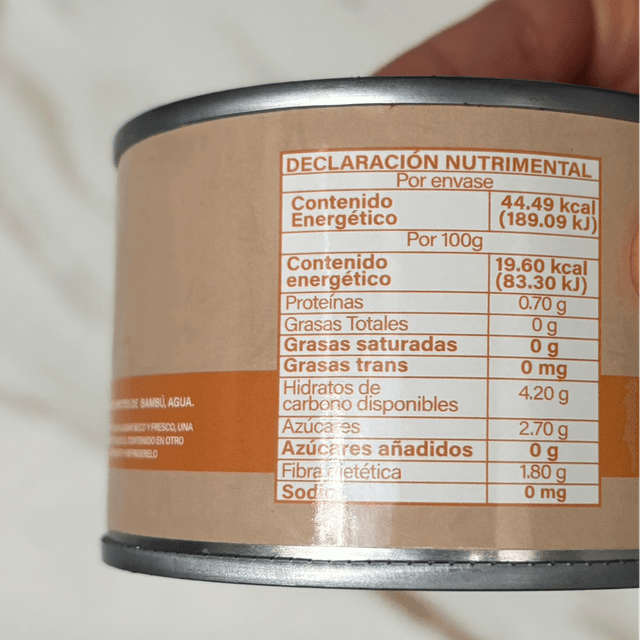 DECLARACIÓN NUTRIMENTAL
Por envase
Contenido Energético 44.49 kcal (189.09 kJ)
Por 100g
Contenido energético 19.60 kcal (83.30 kJ)
Proteínas 0.70 g
Grasas Totales 0 g
Grasas saturadas 0 g
Grasas trans 0 mg
Hidratos de carbono disponibles 4.20 g
Azúcares 2.70 g
Azúcares añadidos 0 g
Fibra dietética 1.80 g
Sodio 0 mg
DE BAMBÚ, AGUA.
SECO Y FRESCO, UNA
CONTENIDO EN OTRO